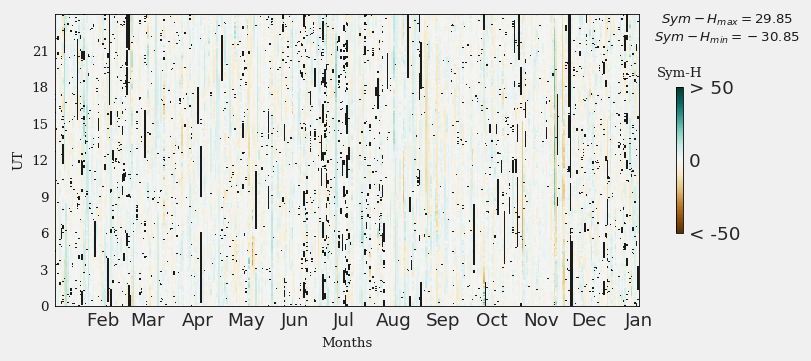 Sym − H_max = 29.85
Sym − H_min = −30.85
Sym-H
> 50
0
< -50
21
18
15
12
9
6
3
0
UT
Feb Mar Apr May Jun Jul Aug Sep Oct Nov Dec Jan
Months